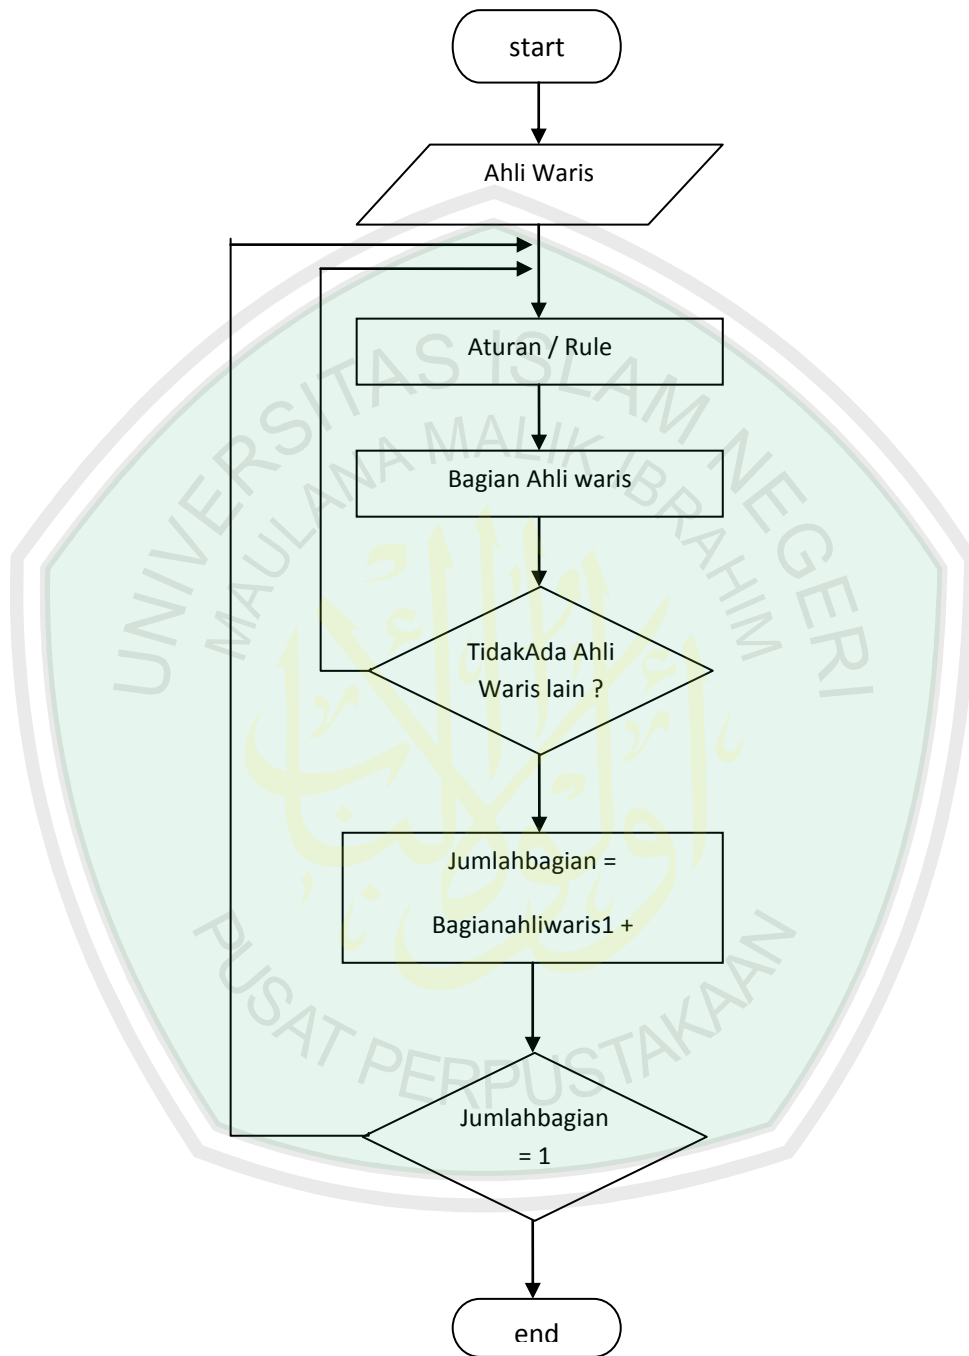 start
Ahli Waris
Aturan / Rule
Bagian Ahli waris
TidakAda Ahli
Waris lain ?
Jumlahbagian =
Bagianahliwaris1 +
Jumlahbagian
= 1
end
UNIVERSITAS ISLAM NEGERI
MAULANA MALIK IBRAHIM
PUSAT PERPUSTAKAAN